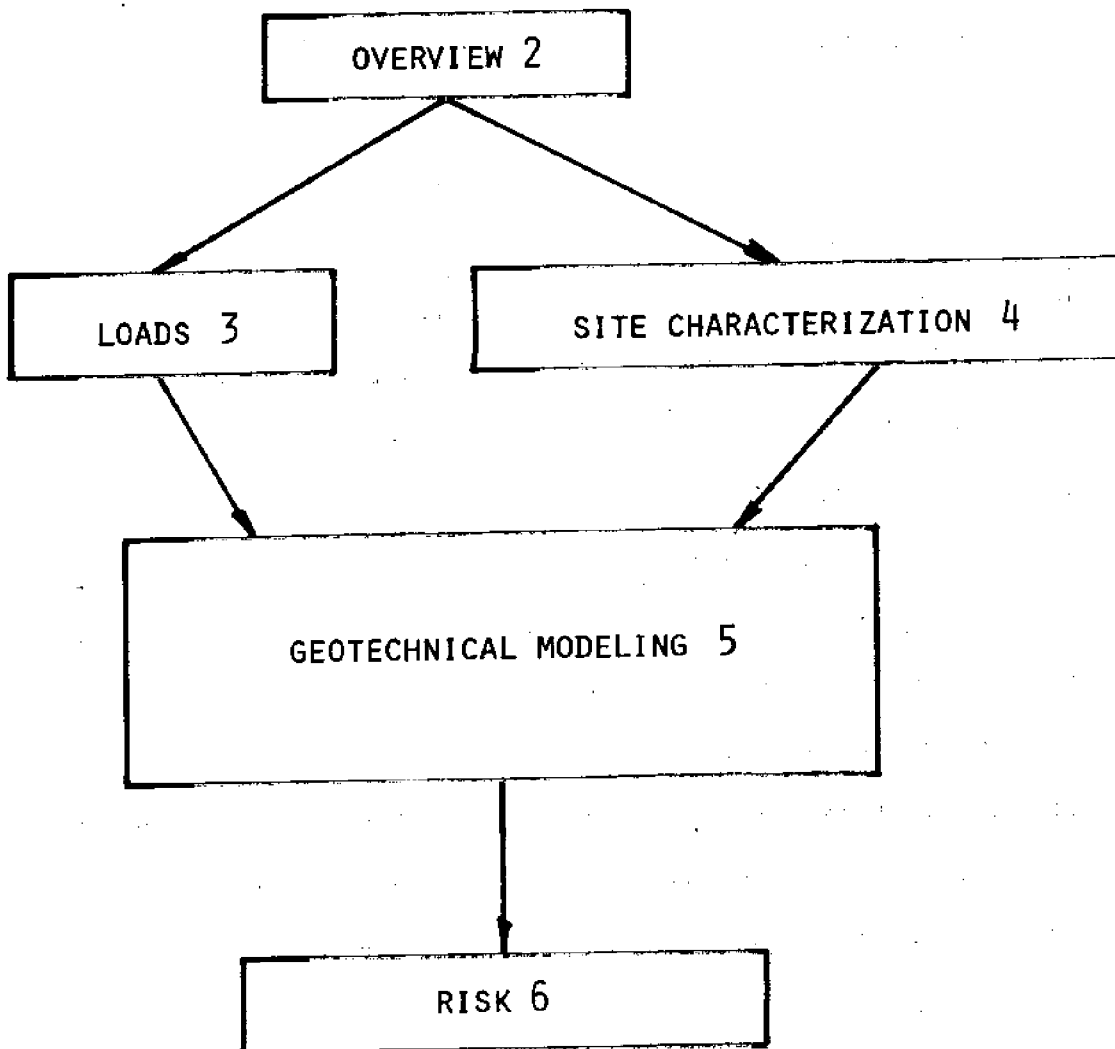 OVERVIEW 2
LOADS 3
SITE CHARACTERIZATION 4
GEOTECHNICAL MODELING 5
RISK 6